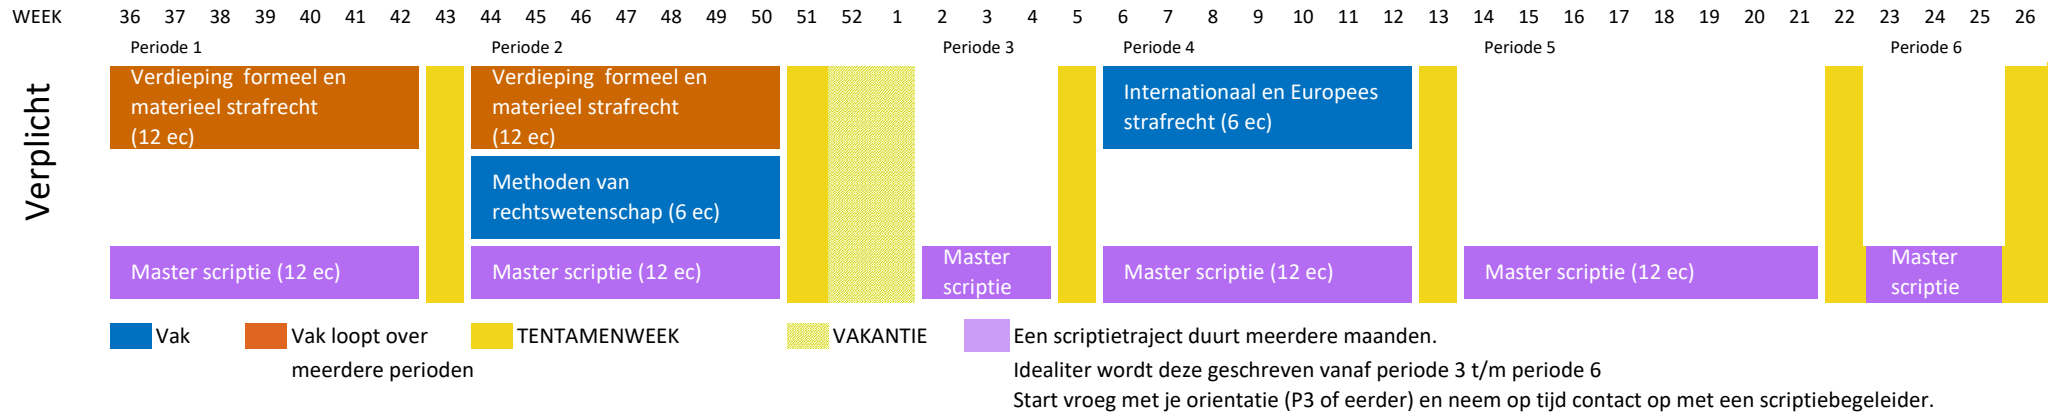 WEEK 36 37 38 39 40 41 42 43 44 45 46 47 48 49 50 51 52 1 2 3 4 5 6 7 8 9 10 11 12 13 14 15 16 17 18 19 20 21 22 23 24 25 26
Periode 1 Periode 2 Periode 3 Periode 4 Periode 5 Periode 6
Verplicht
Verdieping formeel en
materieel strafrecht
(12 ec)
Verdieping formeel en
materieel strafrecht
(12 ec)
Internationaal en Europees
strafrecht (6 ec)
Methoden van
rechtswetenschap (6 ec)
Master scriptie (12 ec)
Master scriptie (12 ec)
Master
scriptie
Master scriptie (12 ec)
Master scriptie (12 ec)
Master
scriptie
Vak
Vak loopt over
meerdere perioden
TENTAMENWEEK
VAKANTIE
Een scriptietraject duurt meerdere maanden.
Idealiter wordt deze geschreven vanaf periode 3 t/m periode 6
Start vroeg met je orientatie (P3 of eerder) en neem op tijd contact op met een scriptiebegeleider.